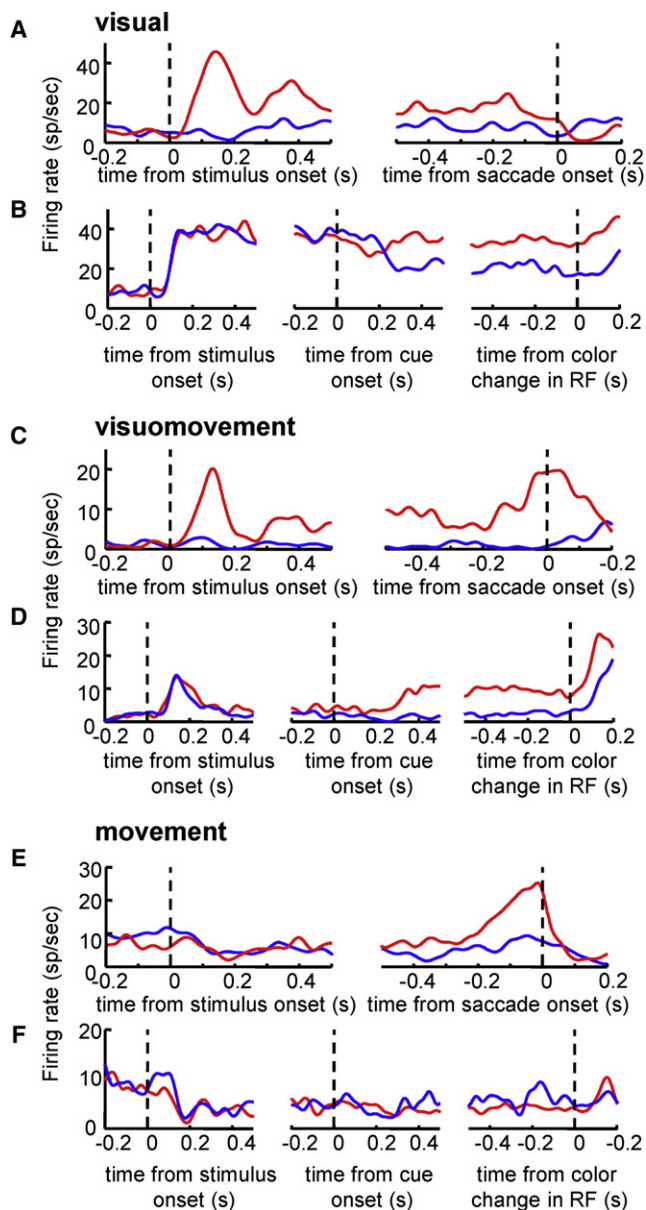 A
visual
Firing rate (sp/sec)
40
20
0
-0.2 0 0.2 0.4
time from stimulus onset (s)
-0.4 -0.2 0 0.2
time from saccade onset (s)
B
40
20
0
-0.2 0 0.2 0.4
time from stimulus
onset (s)
-0.2 0 0.2 0.4
time from cue
onset (s)
-0.4 -0.2 0 0.2
time from color
change in RF (s)
C
visuomovement
Firing rate (sp/sec)
20
10
0
-0.2 0 0.2 0.4
time from stimulus onset (s)
-0.4 -0.2 0 -0.2
time from saccade onset (s)
D
30
20
10
0
-0.2 0 0.2 0.4
time from stimulus
onset (s)
-0.2 0 0.2 0.4
time from cue
onset (s)
-0.4 -0.2 0 0.2
time from color
change in RF (s)
movement
E
Firing rate (sp/sec)
30
20
10
0
-0.2 0 0.2 0.4
time from stimulus onset (s)
-0.4 -0.2 0 0.2
time from saccade onset (s)
F
20
10
0
-0.2 0 0.2 0.4
time from stimulus
onset (s)
-0.2 0 0.2 0.4
time from cue
onset (s)
-0.4 -0.2 0 -0.2
time from color
change in RF (s)